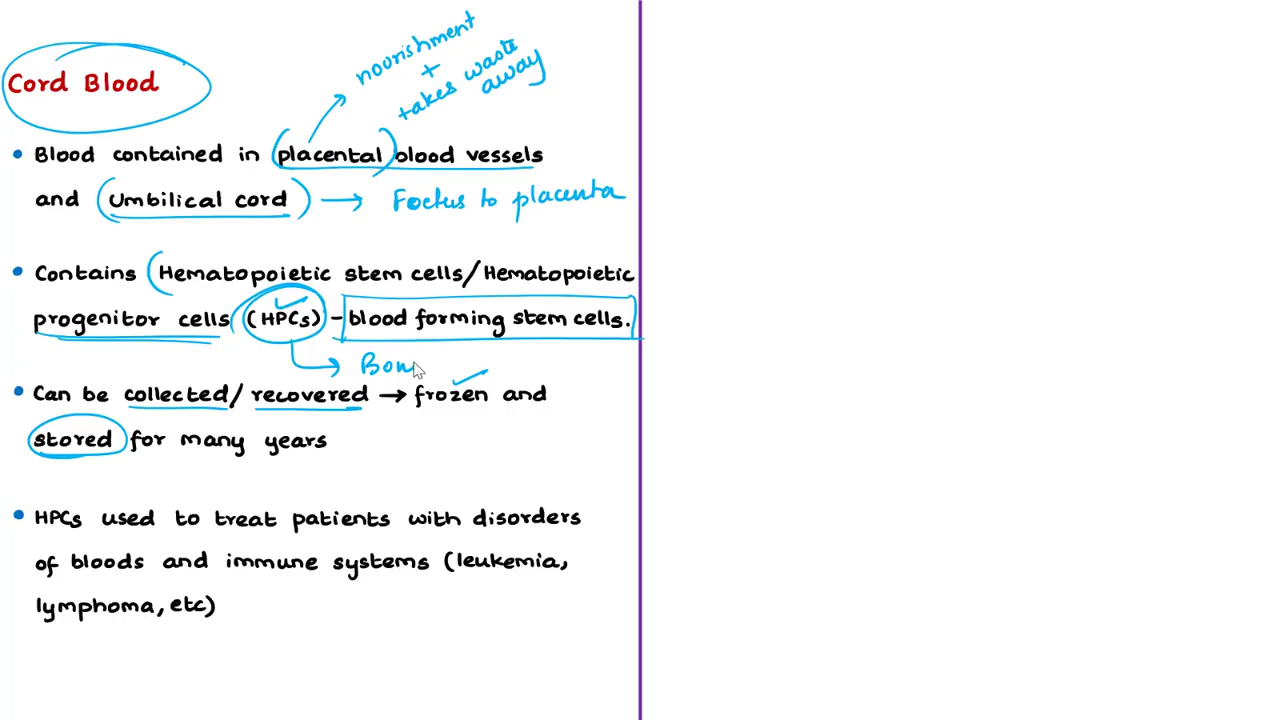 Cord Blood
nourishment
+
takes waste
away
Blood contained in (placental) blood vessels
and (Umbilical cord) → Foetus to placenta
Contains (Hematopoietic stem cells/Hematopoietic
progenitor cells (HPCs) - blood forming stem cells.
→ Bon
Can be collected/recovered → frozen and
stored for many years
HPCs used to treat patients with disorders
of bloods and immune systems (leukemia,
lymphoma, etc)